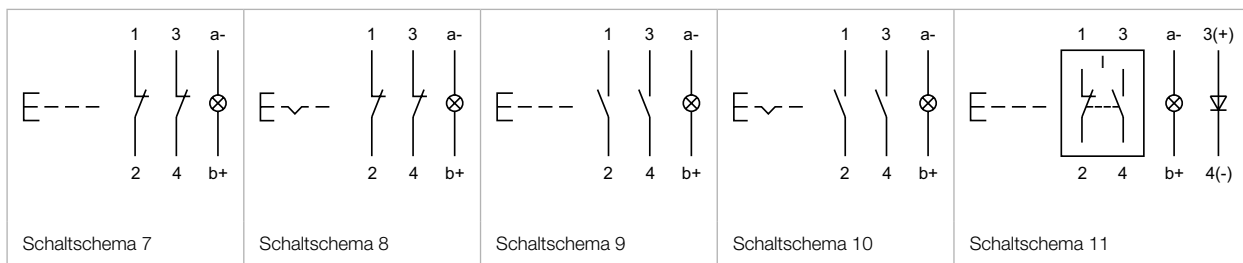 1 3 a-
2 4 b+
Schaltschema 7
1 3 a-
2 4 b+
Schaltschema 8
1 3 a-
2 4 b+
Schaltschema 9
1 3 a-
2 4 b+
Schaltschema 10
1 3 a- 3(+)
2 4 b+ 4(-)
Schaltschema 11